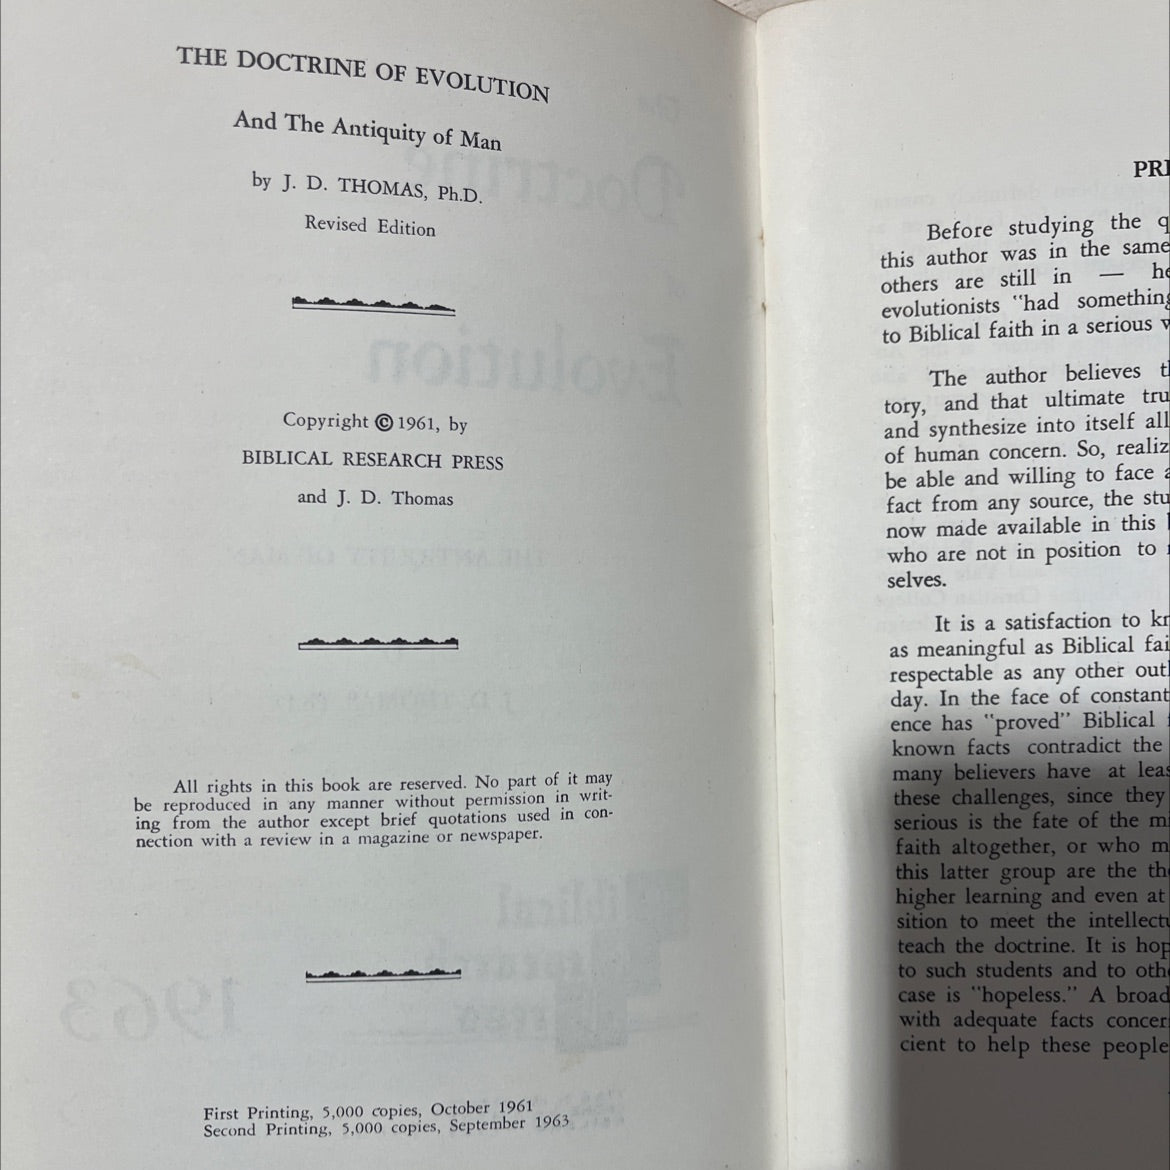 THE DOCTRINE OF EVOLUTION
And The Antiquity of Man
by J. D. THOMAS, Ph.D.
Revised Edition
Copyright © 1961, by
BIBLICAL RESEARCH PRESS
and J. D. Thomas
All rights in this book are reserved. No part of it may
be reproduced in any manner without permission in writ-
ing from the author except brief quotations used in con-
nection with a review in a magazine or newspaper.
First Printing, 5,000 copies, October 1961
Second Printing, 5,000 copies, September 1963
Before studying the
this author was in the same
others are still in —
evolutionists "had something
to Biblical faith in a serious
The author believes
tory, and that ultimate
and synthesize into itself all
of human concern. So,
be able and willing to face
fact from any source, the
now made available in this
who are not in position to
selves.
It is a satisfaction to
as meaningful as Biblical
respectable as any other
day. In the face of constant
ence has "proved" Biblical
known facts contradict the
many believers have at
these challenges, since they
serious is the fate of the
faith altogether, or who
this latter group are the
higher learning and even at
sition to meet the
teach the doctrine. It is
to such students and to
case is "hopeless." A broad
with adequate facts
cient to help these people